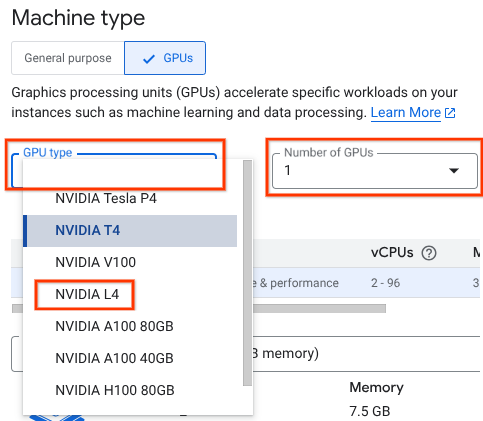 Machine type
General purpose
GPUs
Graphics processing units (GPUs) accelerate specific workloads on your
instances such as machine learning and data processing. Learn More
GPU type
Number of GPUs
1
NVIDIA Tesla P4
NVIDIA T4
NVIDIA V100
NVIDIA L4
NVIDIA A100 80GB
NVIDIA A100 40GB
NVIDIA H100 80GB
vCPUs
M
& performance
2 - 96
3
memory)
Memory
7.5 GB